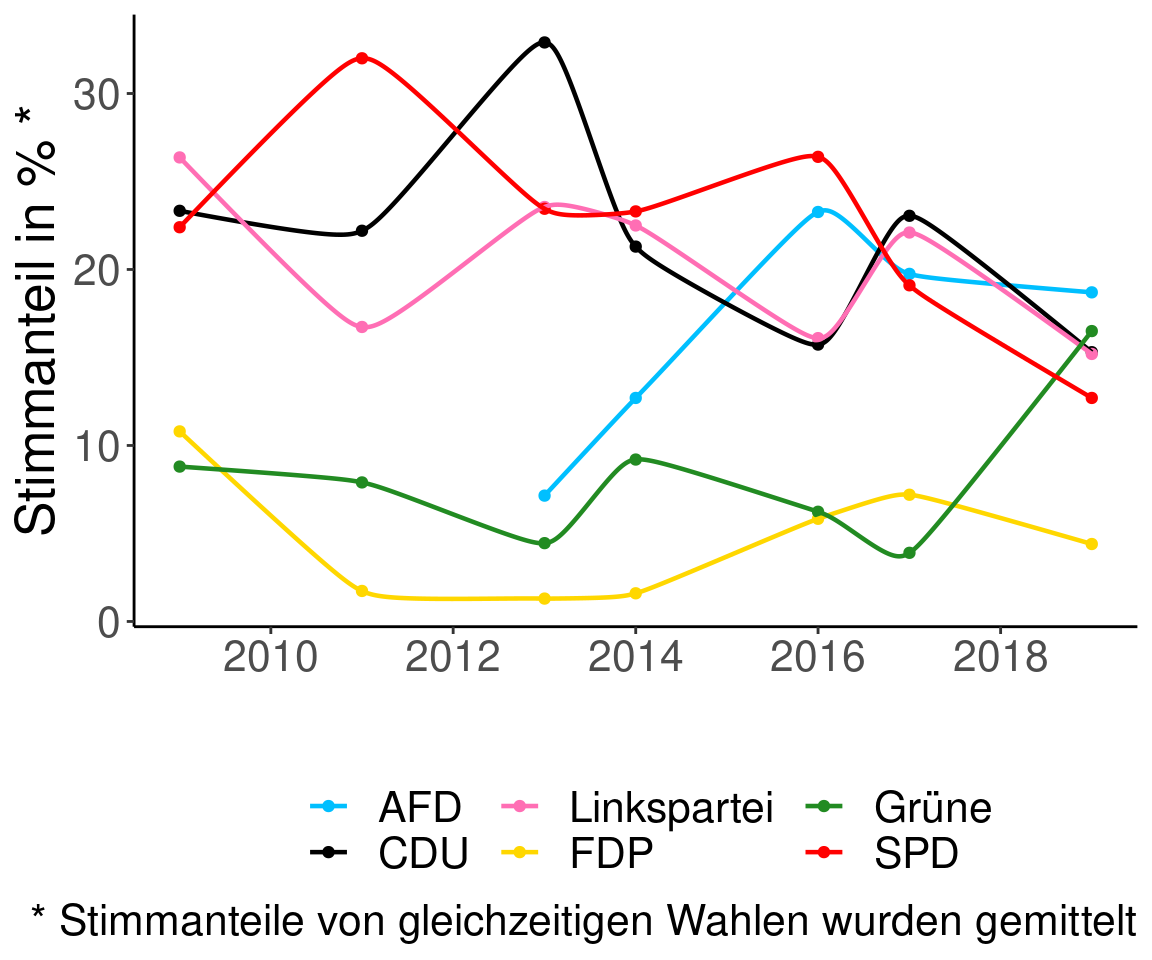 Stimmanteil in % *
30
20
10
0
2010 2012 2014 2016 2018
AFD Linkspartei Grüne
CDU FDP SPD
* Stimmanteile von gleichzeitigen Wahlen wurden gemittelt